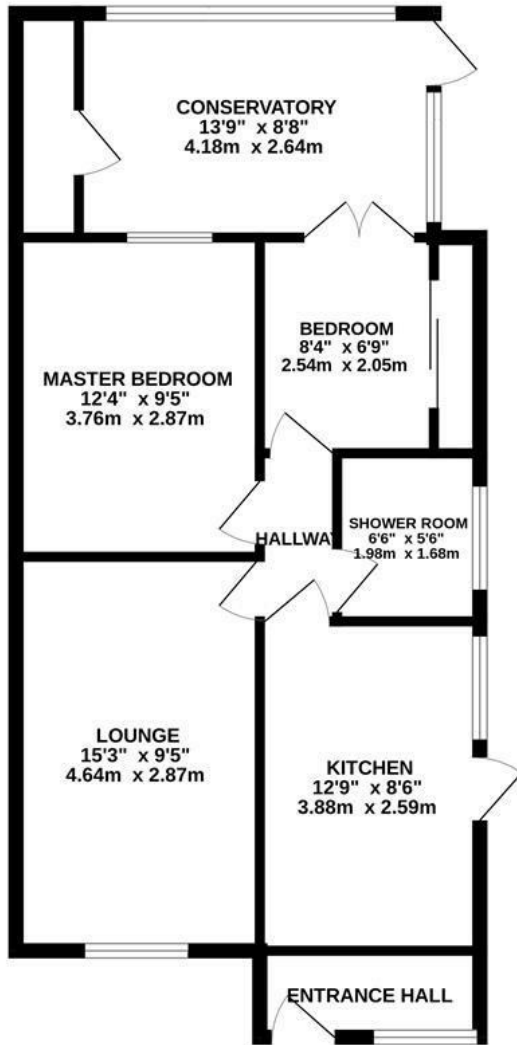 CONSERVATORY
13'9" x 8'8"
4.18m x 2.64m
BEDROOM
8'4" x 6'9"
2.54m x 2.05m
MASTER BEDROOM
12'4" x 9'5"
3.76m x 2.87m
HALLWAY
SHOWER ROOM
6'6" x 5'6"
1.98m x 1.68m
LOUNGE
15'3" x 9'5"
4.64m x 2.87m
KITCHEN
12'9" x 8'6"
3.88m x 2.59m
ENTRANCE HALL